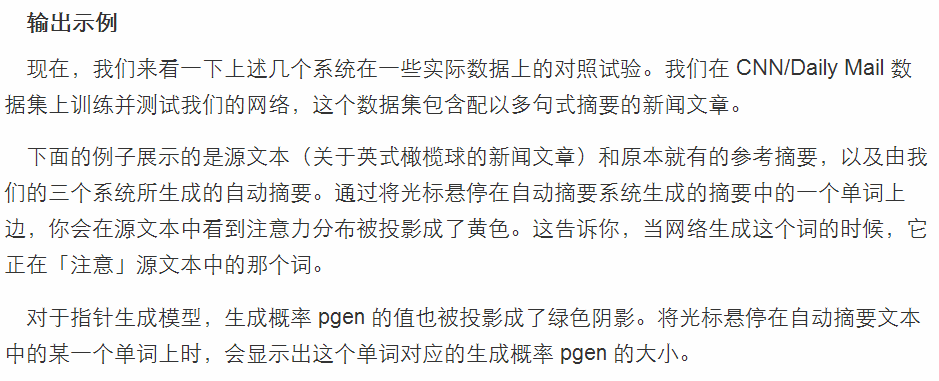 输出示例
现在，我们来看一下上述几个系统在一些实际数据上的对照试验。我们在 CNN/Daily Mail 数
据集上训练并测试我们的网络，这个数据集包含配以多句式摘要的新闻文章。
下面的例子展示的是源文本（关于英式橄榄球的新闻文章）和原本就有的参考摘要，以及由我
们的三个系统所生成的自动摘要。通过将光标悬停在自动摘要系统生成的摘要中的一个单词上
边，你会在源文本中看到注意力分布被投影成了黄色。这告诉你，当网络生成这个词的时候，它
正在「注意」源文本中的那个词。
对于指针生成模型，生成概率 pgen 的值也被投影成了绿色阴影。将光标悬停在自动摘要文本
中的某一个单词上时，会显示出这个单词对应的生成概率 pgen 的大小。